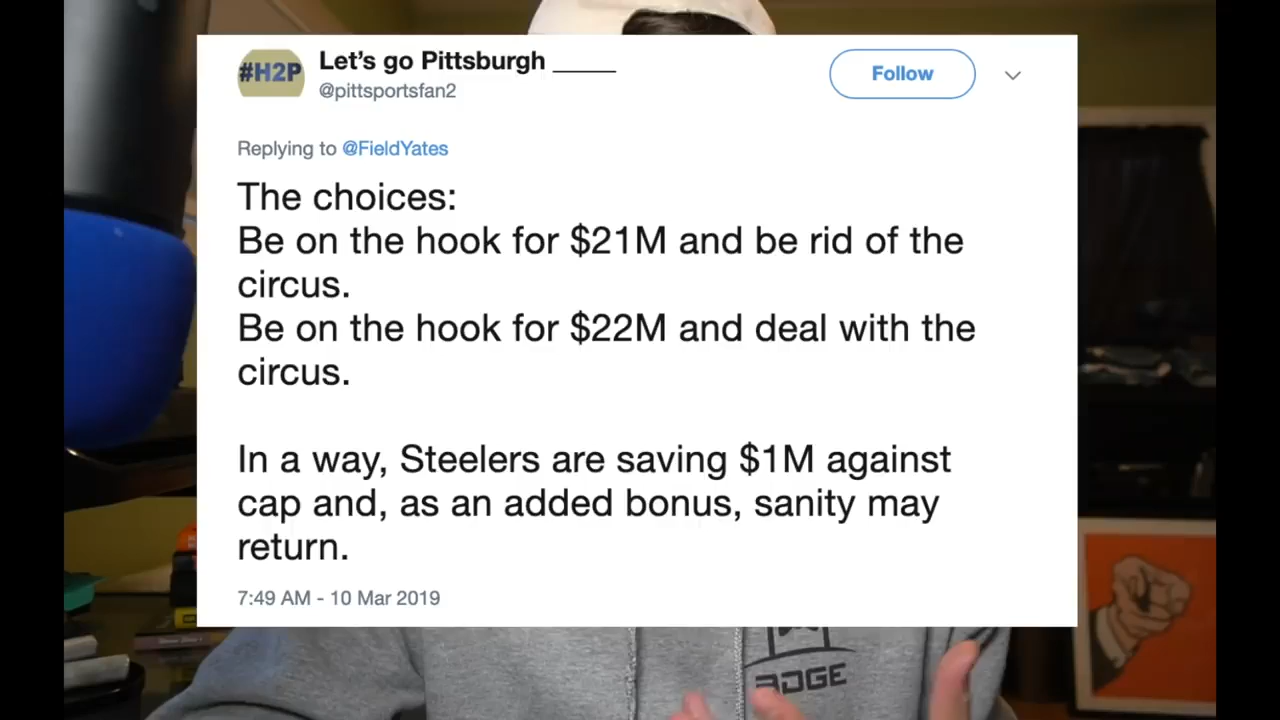 #H2P
Let's go Pittsburgh _____
@pittsportsfan2
Follow
Replying to @FieldYates
The choices:
Be on the hook for $21M and be rid of the
circus.
Be on the hook for $22M and deal with the
circus.
In a way, Steelers are saving $1M against
cap and, as an added bonus, sanity may
return.
7:49 AM - 10 Mar 2019